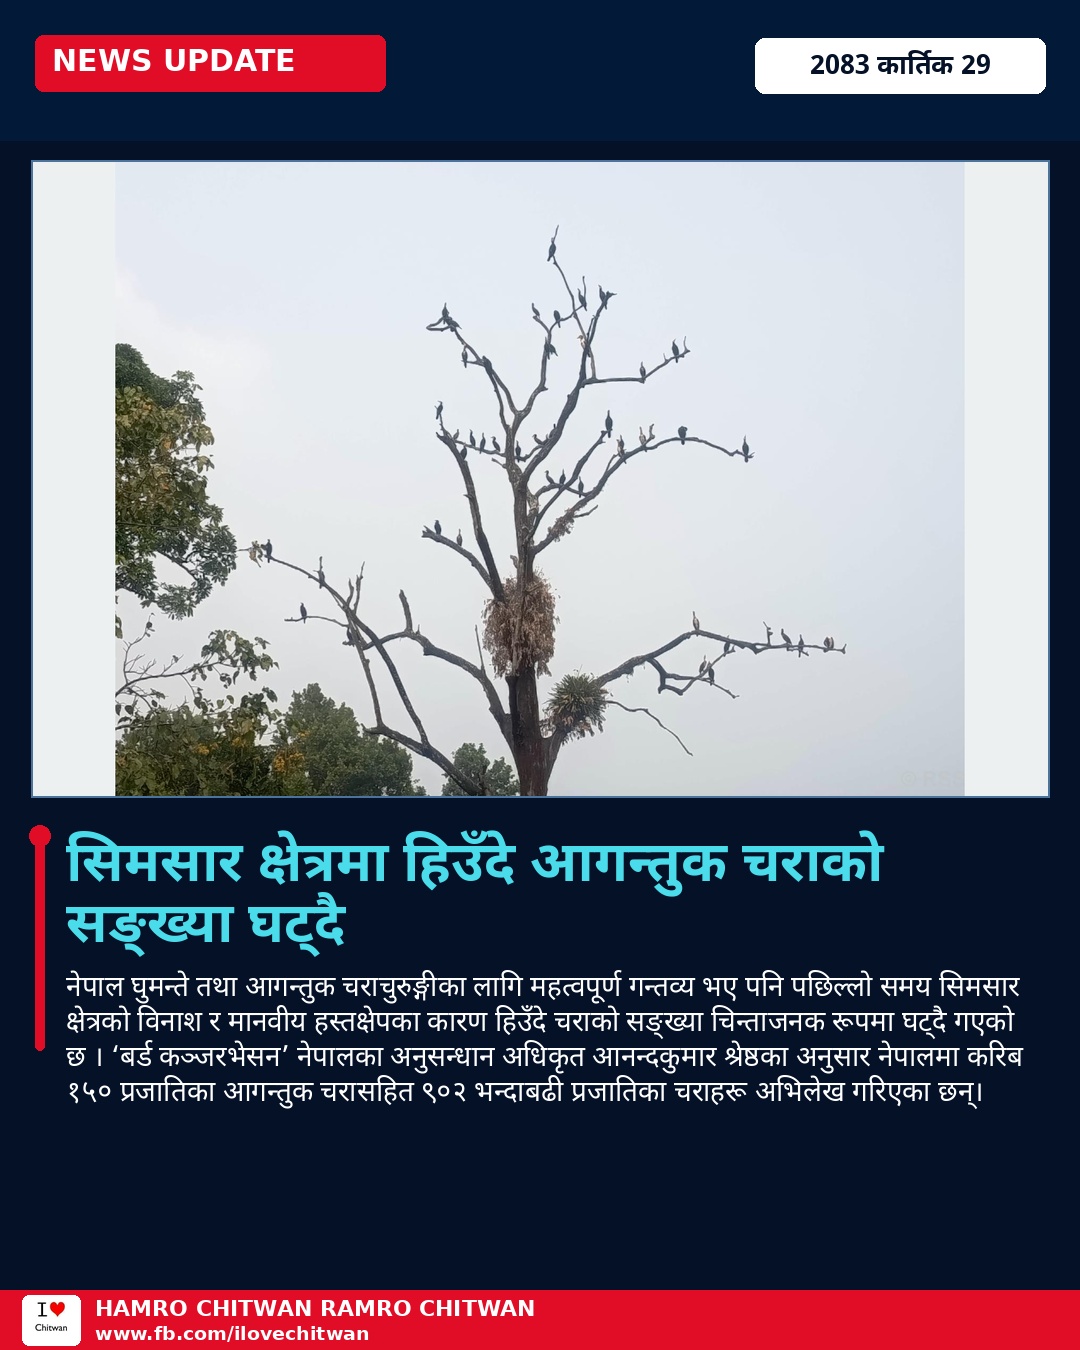 NEWS UPDATE
2083 कार्तिक 29
सिमसार क्षेत्रमा हिउँदे आगन्तुक चराको
सङ्ख्या घट्दै
नेपाल घुमन्ते तथा आगन्तुक चराचुरुङ्गीका लागि महत्वपूर्ण गन्तव्य भए पनि पछिल्लो समय सिमसार
क्षेत्रको विनाश र मानवीय हस्तक्षेपका कारण हिउँदे चराको सङ्ख्या चिन्ताजनक रूपमा घट्दै गएको
छ । ‘बर्ड कञ्जरभेसन’ नेपालका अनुसन्धान अधिकृत आनन्दकुमार श्रेष्ठका अनुसार नेपालमा करिब
१५० प्रजातिका आगन्तुक चरासहित ९०२ भन्दाबढी प्रजातिका चराहरू अभिलेख गरिएका छन्।
I
Chitwan
HAMRO CHITWAN RAMRO CHITWAN
www.fb.com/ilovechitwan